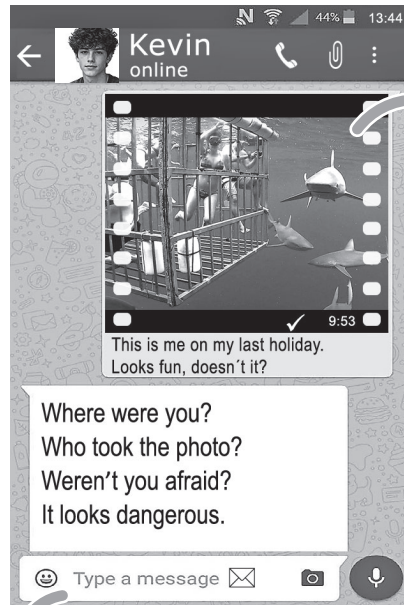 44% 13:44
Kevin
online
9:53
This is me on my last holiday.
Looks fun, doesn´t it?
Where were you?
Who took the photo?
Weren't you afraid?
It looks dangerous.
Type a message